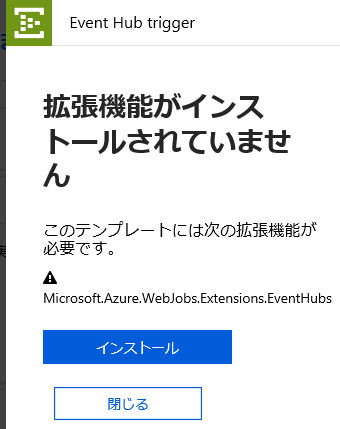 Event Hub trigger
拡張機能がインス
トールされていませ
ん
このテンプレートには次の拡張機能が
必要です。
Microsoft.Azure.WebJobs.Extensions.EventHubs
インストール
閉じる